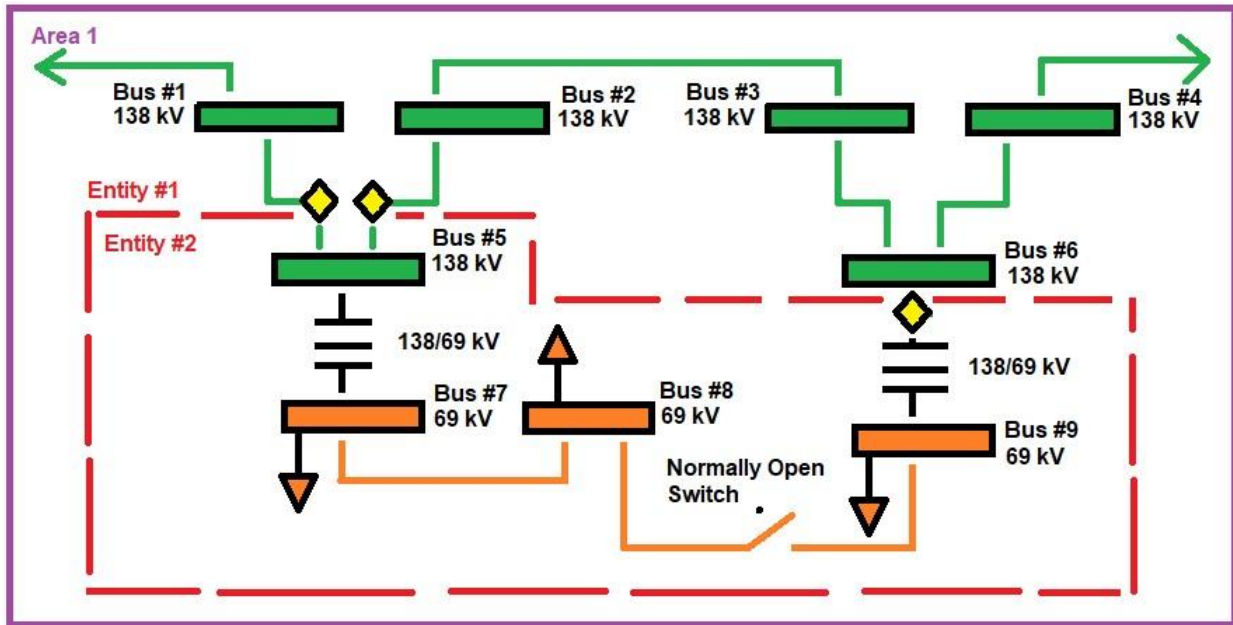 Area 1
Bus #1
138 kV
Bus #2
138 kV
Bus #3
138 kV
Bus #4
138 kV
Entity #1
Entity #2
Bus #5
138 kV
Bus #6
138 kV
138/69 kV
138/69 kV
Bus #7
69 kV
Bus #8
69 kV
Bus #9
69 kV
Normally Open
Switch